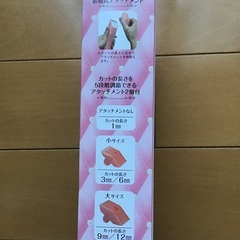 着脱式アタッチメント
カットの長さを
5段階調節できる
アタッチメント2個付
アタッチメントなし
カットの長さ
1mm
小サイズ
カットの長さ
3mm/6mm
大サイズ
カットの長さ
9mm/12mm